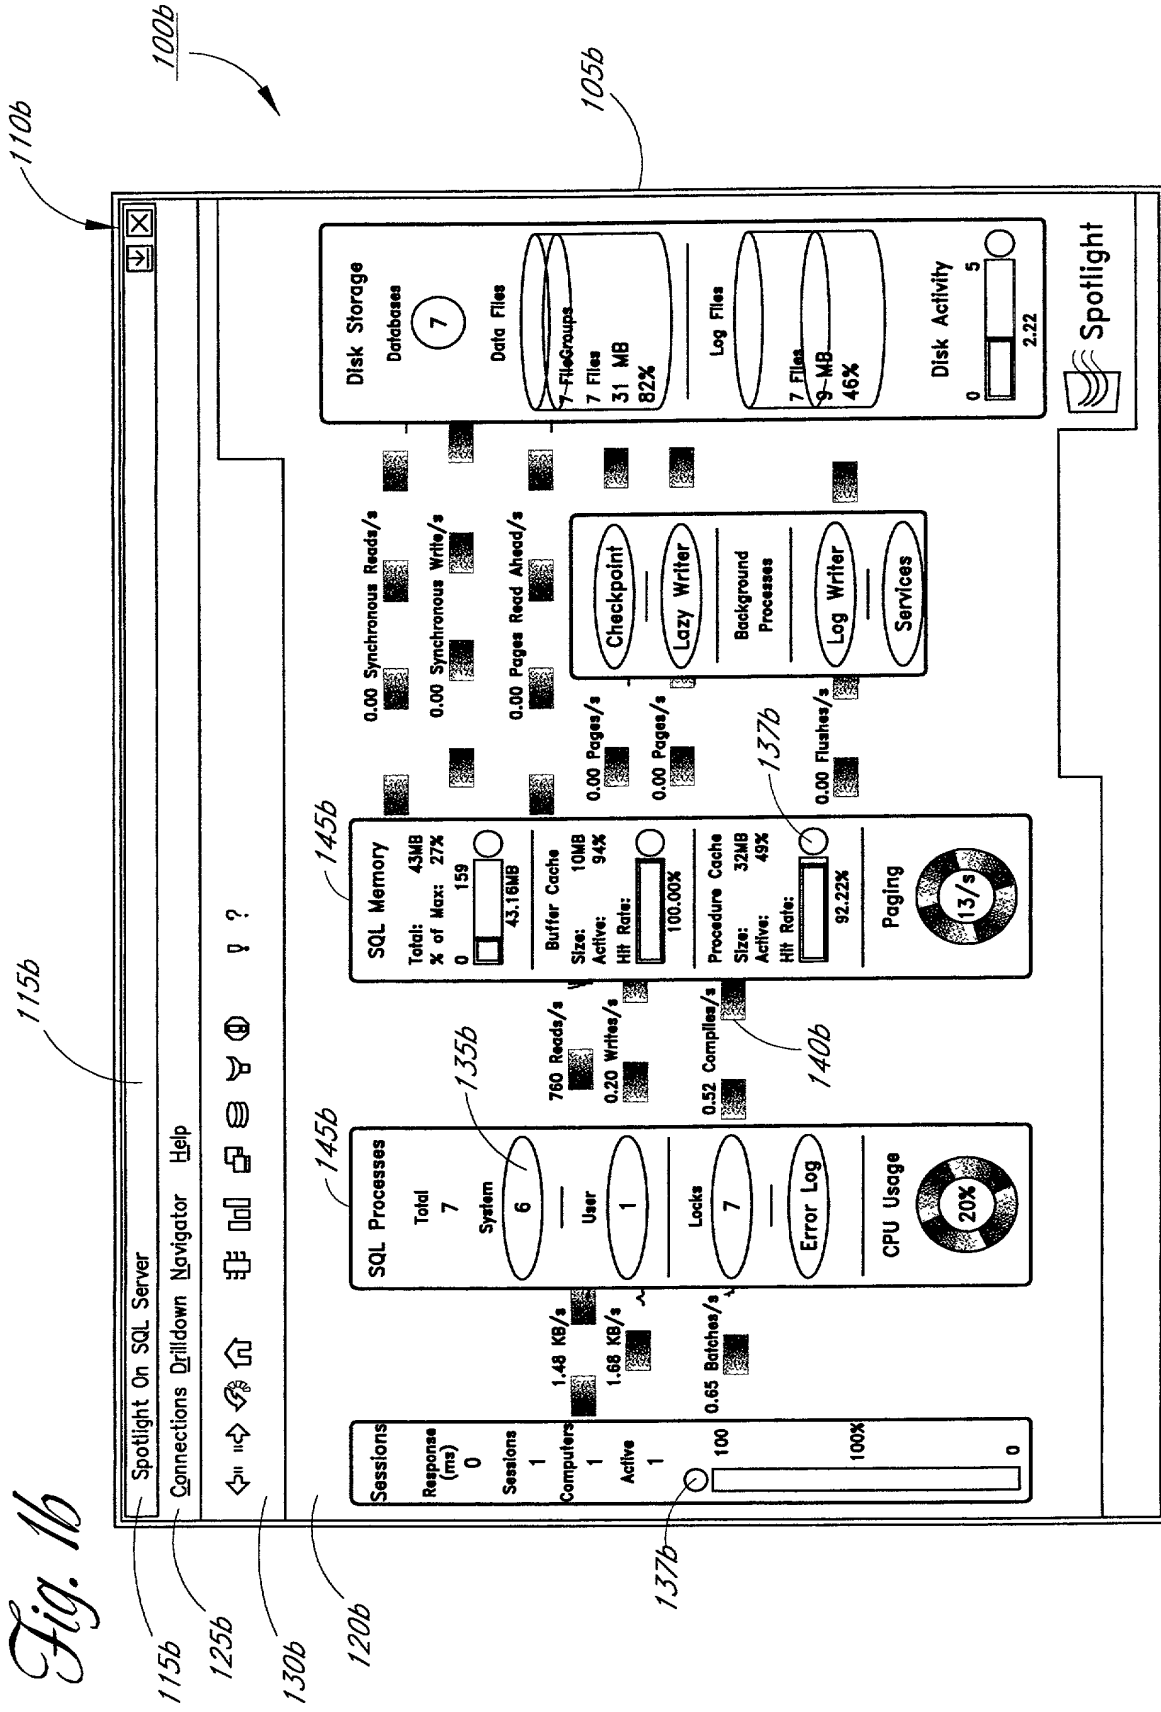 Fig. 1b
100b
110b
115b
115b
125b
130b
120b
105b
Spotlight On SQL Server
Connections Drilldown Navigator Help
! ?
Sessions
Response
(ms)
0
Sessions
1
Computers
1
Active
1
100
100%
0
137b
1.48 KB/s
1.68 KB/s
0.65 Batches/s
145b
SQL Processes
Total
7
System
6
135b
User
1
Locks
7
Error Log
CPU Usage
20%
760 Reads/s
0.20 Writes/s
0.52 Compiles/s
140b
145b
SQL Memory
Total: 43MB
% of Max: 27%
0 159
43.16MB
Buffer Cache
Size: 10MB
Active: 94%
Hit Rate:
100.00%
Procedure Cache
Size: 32MB
Active: 49%
Hit Rate:
92.22%
137b
Paging
13/s
0.00 Synchronous Reads/s
0.00 Synchronous Write/s
0.00 Pages Read Ahead/s
0.00 Pages/s
0.00 Pages/s
0.00 Flushes/s
Checkpoint
Lazy Writer
Background
Processes
Log Writer
Services
Disk Storage
Databases
7
Data Files
7 FileGroups
7 Files
31 MB
82%
Log Files
7 Files
9 MB
46%
Disk Activity
0 5
2.22
Spotlight